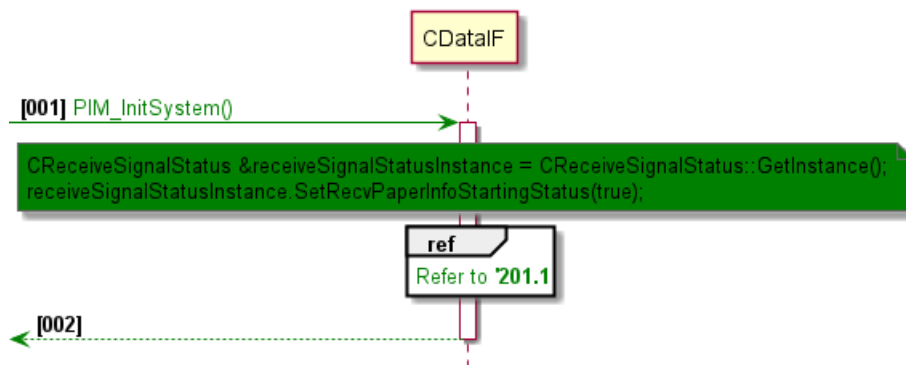 CDataIF
[001] PIM_InitSystem()
CReceiveSignalStatus &receiveSignalStatusInstance = CReceiveSignalStatus::GetInstance();
receiveSignalStatusInstance.SetRecvPaperInfoStartingStatus(true);
ref
Refer to '201.1
[002]